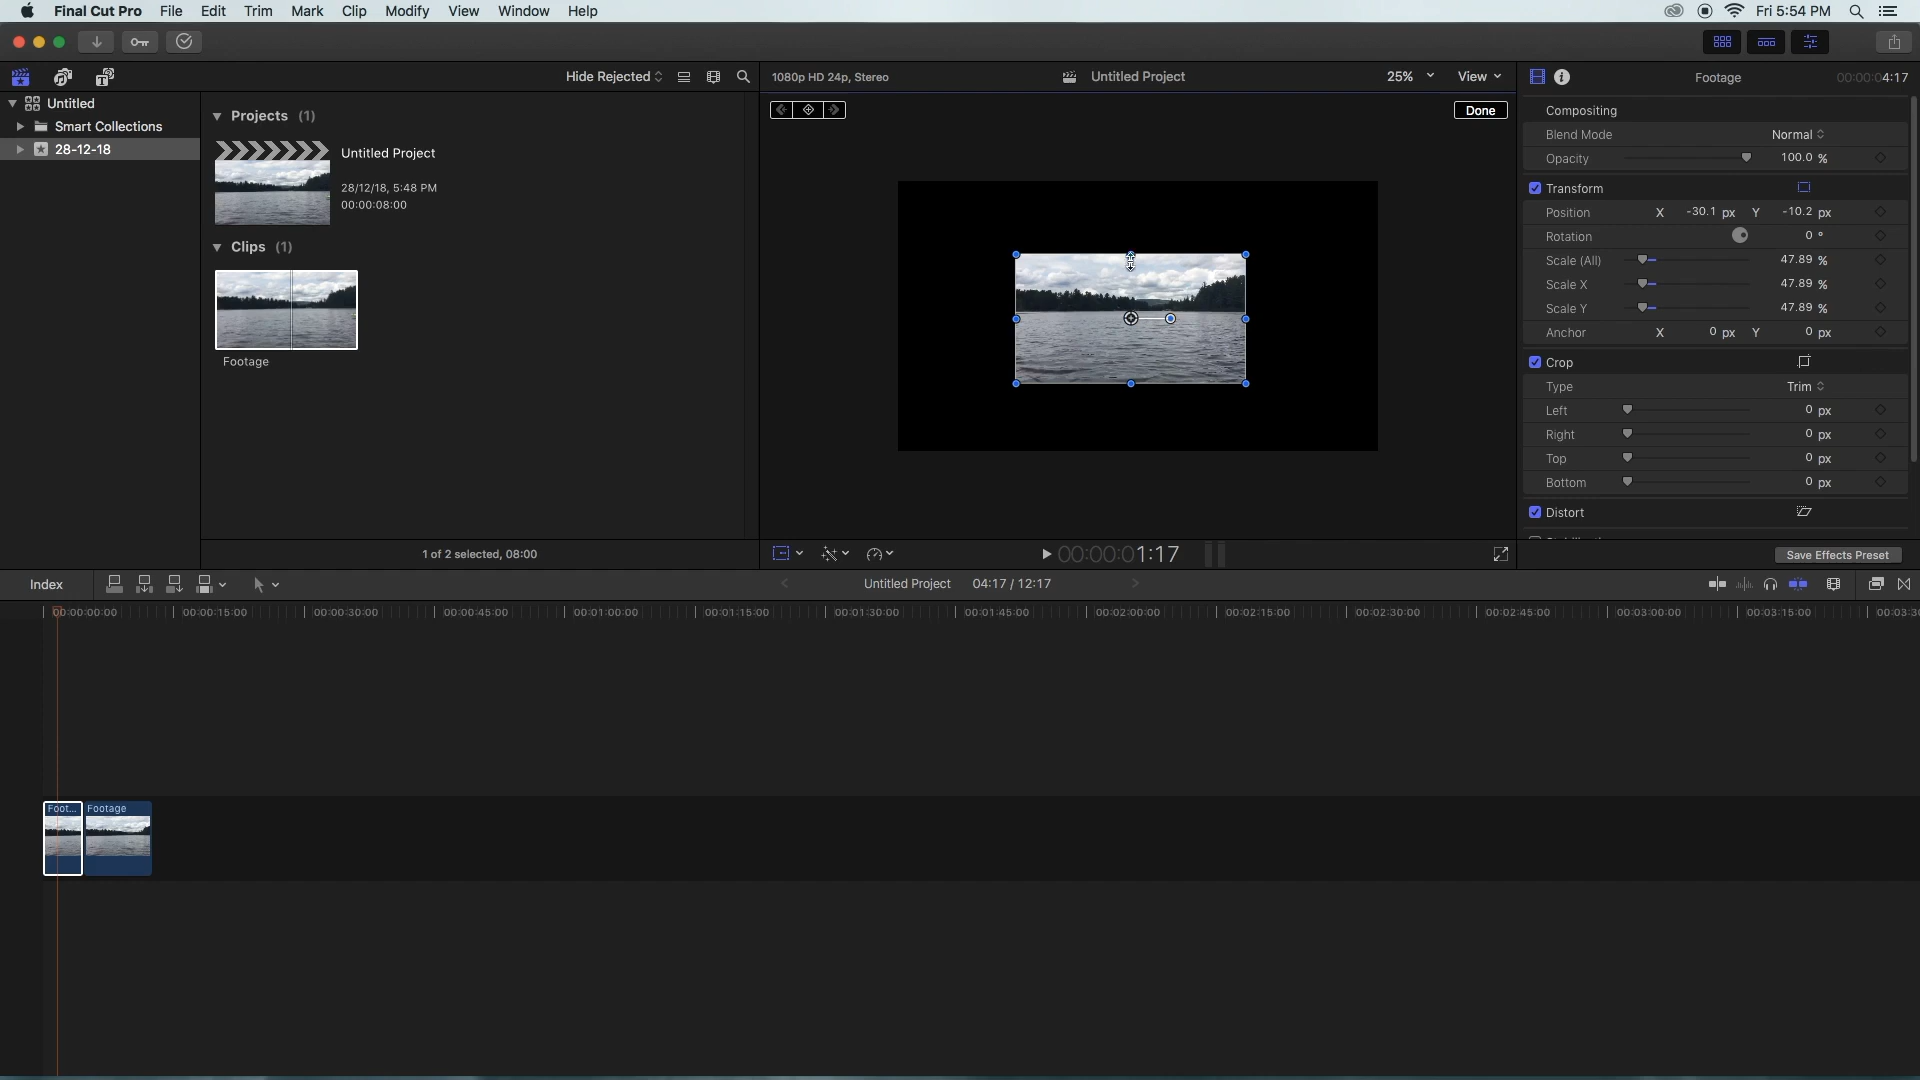 Final Cut Pro File Edit Trim Mark Clip Modify View Window Help Fri 5:54 PM
Hide Rejected 1080p HD 24p, Stereo Untitled Project 25% View Footage 00:00:04:17
Untitled
Smart Collections
28-12-18
Projects (1)
Untitled Project
28/12/18, 5:48 PM
00:00:08:00
Clips (1)
Footage
1 of 2 selected, 08:00
Done
00:00:01:17
Compositing
Blend Mode Normal
Opacity 100.0 %
Transform
Position X -30.1 px Y -10.2 px
Rotation 0 °
Scale (All) 47.89 %
Scale X 47.89 %
Scale Y 47.89 %
Anchor X 0 px Y 0 px
Crop
Type Trim
Left 0 px
Right 0 px
Top 0 px
Bottom 0 px
Distort
Save Effects Preset
Index Untitled Project 04:17 / 12:17
00:00:00:00 00:00:15:00 00:00:30:00 00:00:45:00 00:01:00:00 00:01:15:00 00:01:30:00 00:01:45:00 00:02:00:00 00:02:15:00 00:02:30:00 00:02:45:00 00:03:00:00 00:03:15:00 00:03:30
Foot... Footage